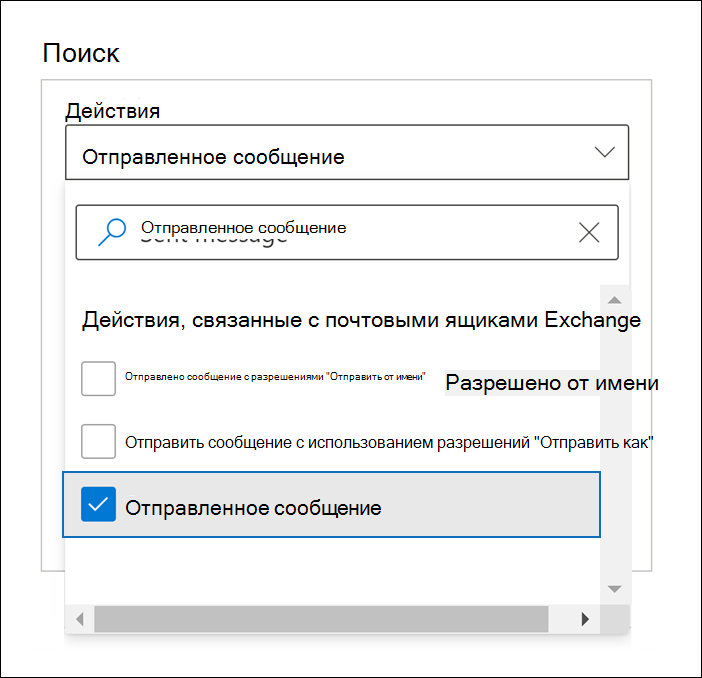 Поиск
Действия
Отправленное сообщение
Отправленное сообщение
Sent message
Действия, связанные с почтовыми ящиками Exchange
Отправлено сообщение с разрешениями "Отправить от имени"
Разрешено от имени
Отправить сообщение с использованием разрешений "Отправить как"
Отправленное сообщение